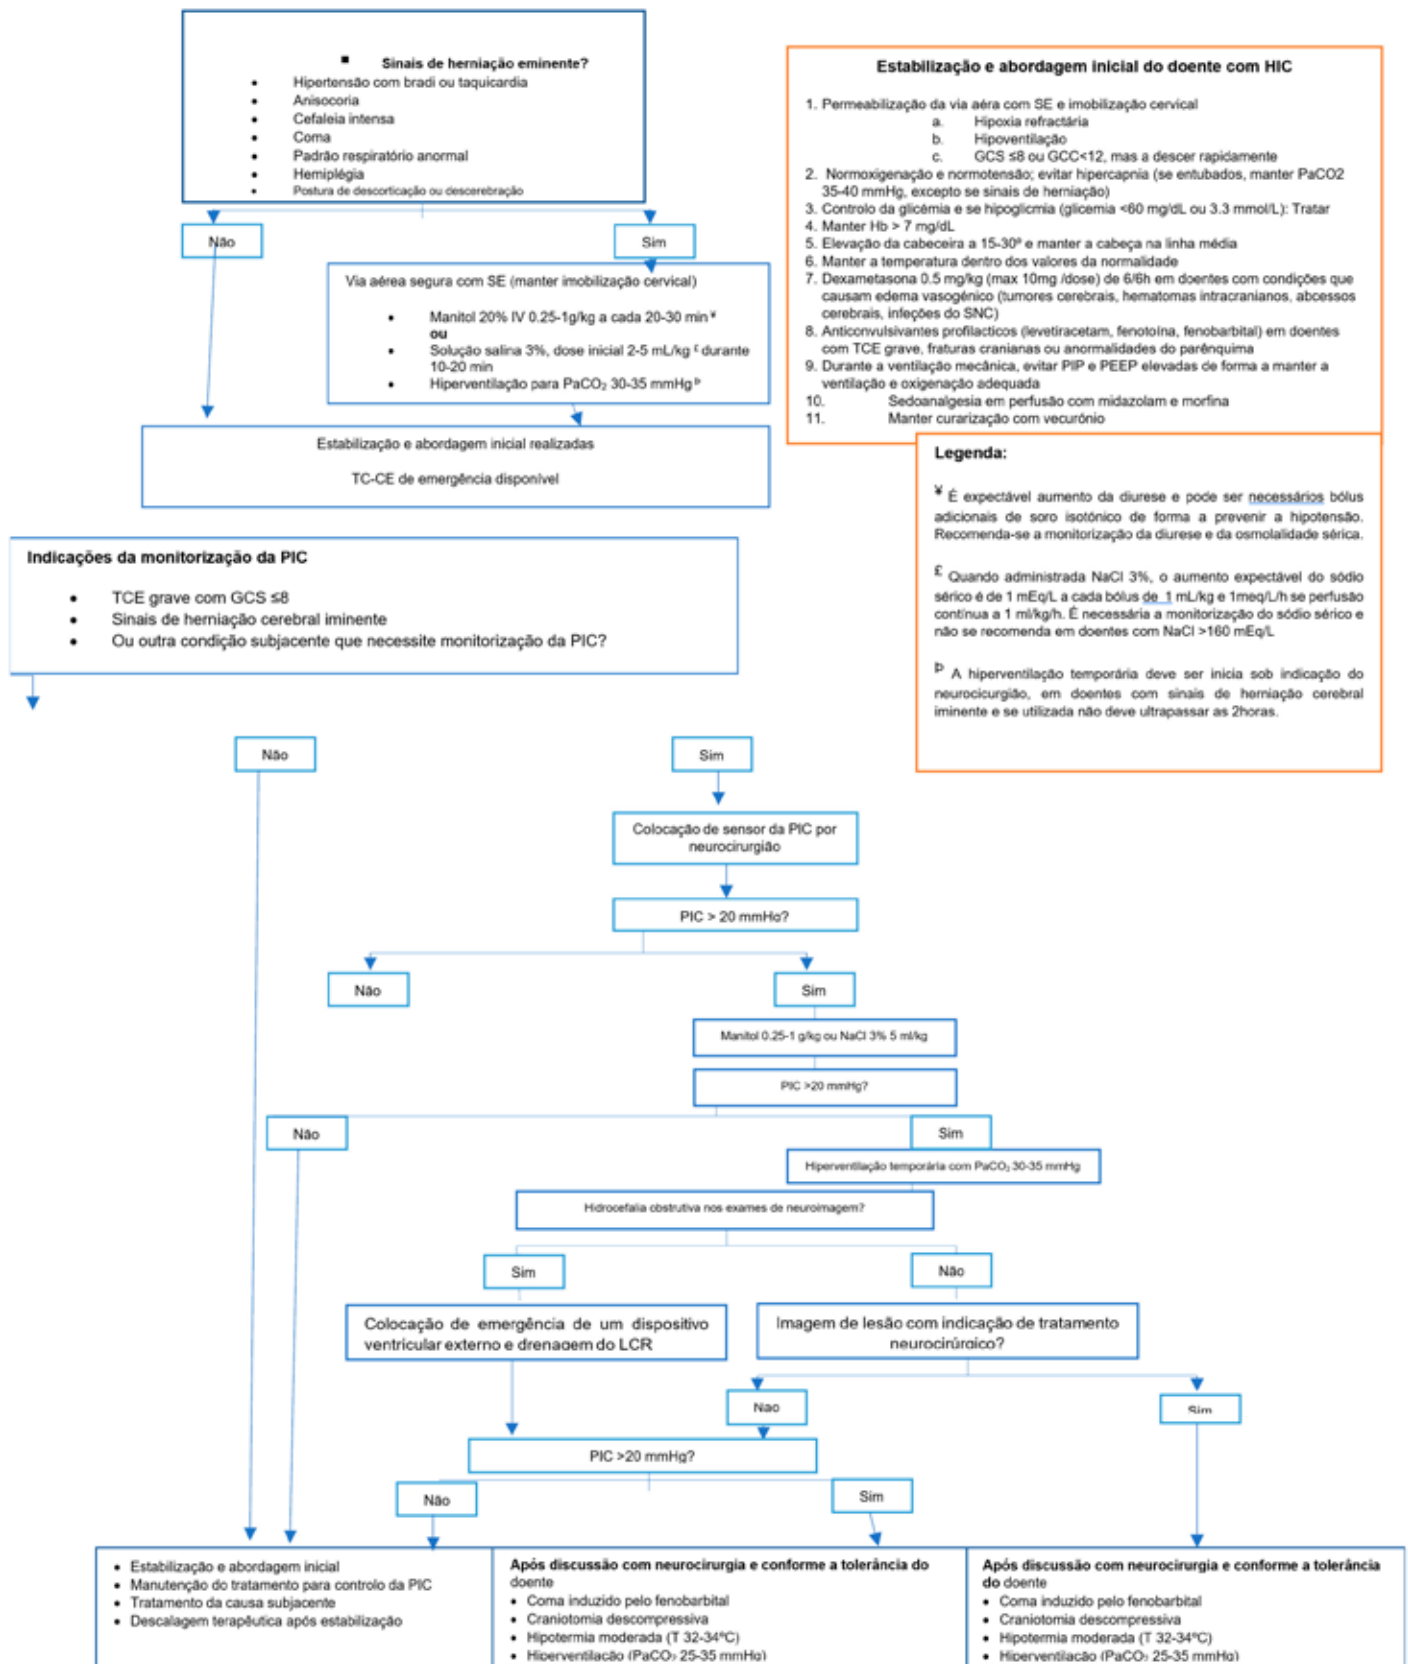 ▪ Sinais de herniação eminente?
• Hipertensão com bradi ou taquicardia
• Anisocoria
• Cefaleia intensa
• Coma
• Padrão respiratório anormal
• Hemiplégia
• Postura de descorticação ou descerebração
Não
Sim
Via aérea segura com SE (manter imobilização cervical)
• Manitol 20% IV 0.25-1g/kg a cada 20-30 min ¥
ou
• Solução salina 3%, dose inicial 2-5 mL/kg £ durante
10-20 min
• Hiperventilação para PaCO₂ 30-35 mmHg Þ
Estabilização e abordagem inicial realizadas
TC-CE de emergência disponível
Estabilização e abordagem inicial do doente com HIC
1. Permeabilização da via aéra com SE e imobilização cervical
a. Hipoxia refractária
b. Hipoventilação
c. GCS ≤8 ou GCC<12, mas a descer rapidamente
2. Normoxigenação e normotensão; evitar hipercapnia (se entubados, manter PaCO2
35-40 mmHg, excepto se sinais de herniação)
3. Controlo da glicémia e se hipoglicmia (glicemia <60 mg/dL ou 3.3 mmol/L): Tratar
4. Manter Hb > 7 mg/dL
5. Elevação da cabeceira a 15-30º e manter a cabeça na linha média
6. Manter a temperatura dentro dos valores da normalidade
7. Dexametasona 0.5 mg/kg (max 10mg /dose) de 6/6h em doentes com condições que
causam edema vasogénico (tumores cerebrais, hematomas intracranianos, abcessos
cerebrais, infeções do SNC)
8. Anticonvulsivantes profilacticos (levetiracetam, fenotoína, fenobarbital) em doentes
com TCE grave, fraturas cranianas ou anormalidades do parênquima
9. Durante a ventilação mecânica, evitar PIP e PEEP elevadas de forma a manter a
ventilação e oxigenação adequada
10. Sedoanalgesia em perfusão com midazolam e morfina
11. Manter curarização com vecurónio
Legenda:
¥ É expectável aumento da diurese e pode ser necessários bólus
adicionais de soro isotónico de forma a prevenir a hipotensão.
Recomenda-se a monitorização da diurese e da osmolalidade sérica.
£ Quando administrada NaCl 3%, o aumento expectável do sódio
sérico é de 1 mEq/L a cada bólus de 1 mL/kg e 1meq/L/h se perfusão
contínua a 1 ml/kg/h. É necessária a monitorização do sódio sérico e
não se recomenda em doentes com NaCl >160 mEq/L
Þ A hiperventilação temporária deve ser inicia sob indicação do
neurocicurgião, em doentes com sinais de herniação cerebral
iminente e se utilizada não deve ultrapassar as 2horas.
Indicações da monitorização da PIC
• TCE grave com GCS ≤8
• Sinais de herniação cerebral iminente
• Ou outra condição subjacente que necessite monitorização da PIC?
Não
Sim
Colocação de sensor da PIC por
neurocirurgião
PIC > 20 mmHg?
Não
Sim
Manitol 0.25-1 g/kg ou NaCl 3% 5 ml/kg
PIC >20 mmHg?
Não
Sim
Hiperventilação temporária com PaCO₂ 30-35 mmHg
Hidrocefalia obstrutiva nos exames de neuroimagem?
Sim
Não
Colocação de emergência de um dispositivo
ventricular externo e drenagem do LCR
Imagem de lesão com indicação de tratamento
neurocirúrgico?
Nao
Sim
PIC >20 mmHg?
Não
Sim
• Estabilização e abordagem inicial
• Manutenção do tratamento para controlo da PIC
• Tratamento da causa subjacente
• Descalagem terapêutica após estabilização
Após discussão com neurocirurgia e conforme a tolerância do
doente
• Coma induzido pelo fenobarbital
• Craniotomia descompressiva
• Hipotermia moderada (T 32-34ºC)
• Hiperventilação (PaCO₂ 25-35 mmHg)
Após discussão com neurocirurgia e conforme a tolerância
do doente
• Coma induzido pelo fenobarbital
• Craniotomia descompressiva
• Hipotermia moderada (T 32-34ºC)
• Hiperventilação (PaCO₂ 25-35 mmHg)